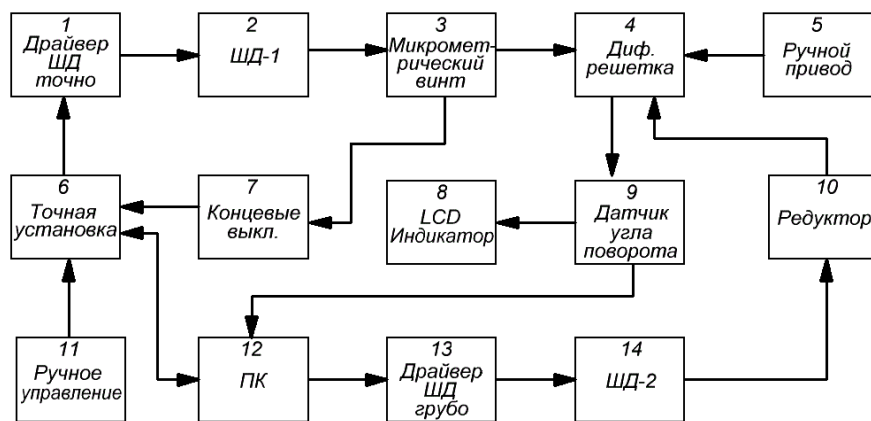 1
Драйвер
ШД
точно
2
ШД-1
3
Микромет-
рический
винт
4
Диф.
решетка
5
Ручной
привод
6
Точная
установка
7
Концевые
выкл.
8
LCD
Индикатор
9
Датчик
угла
поворота
10
Редуктор
11
Ручное
управление
12
ПК
13
Драйвер
ШД
грубо
14
ШД-2